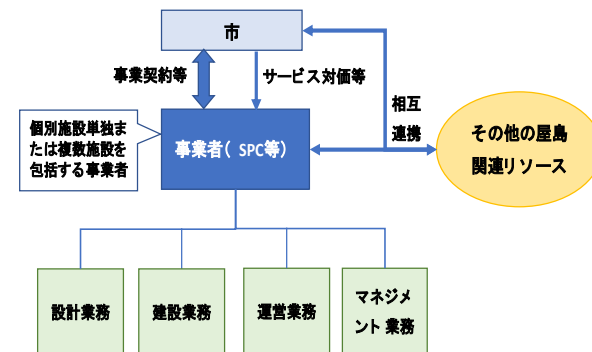 市
事業契約等
サービス対価等
相互
連携
個別施設単独ま
たは複数施設を
包括する事業者
事業者( SPC等)
その他の屋島
関連リソース
設計業務
建設業務
運営業務
マネジメ
ント 業務